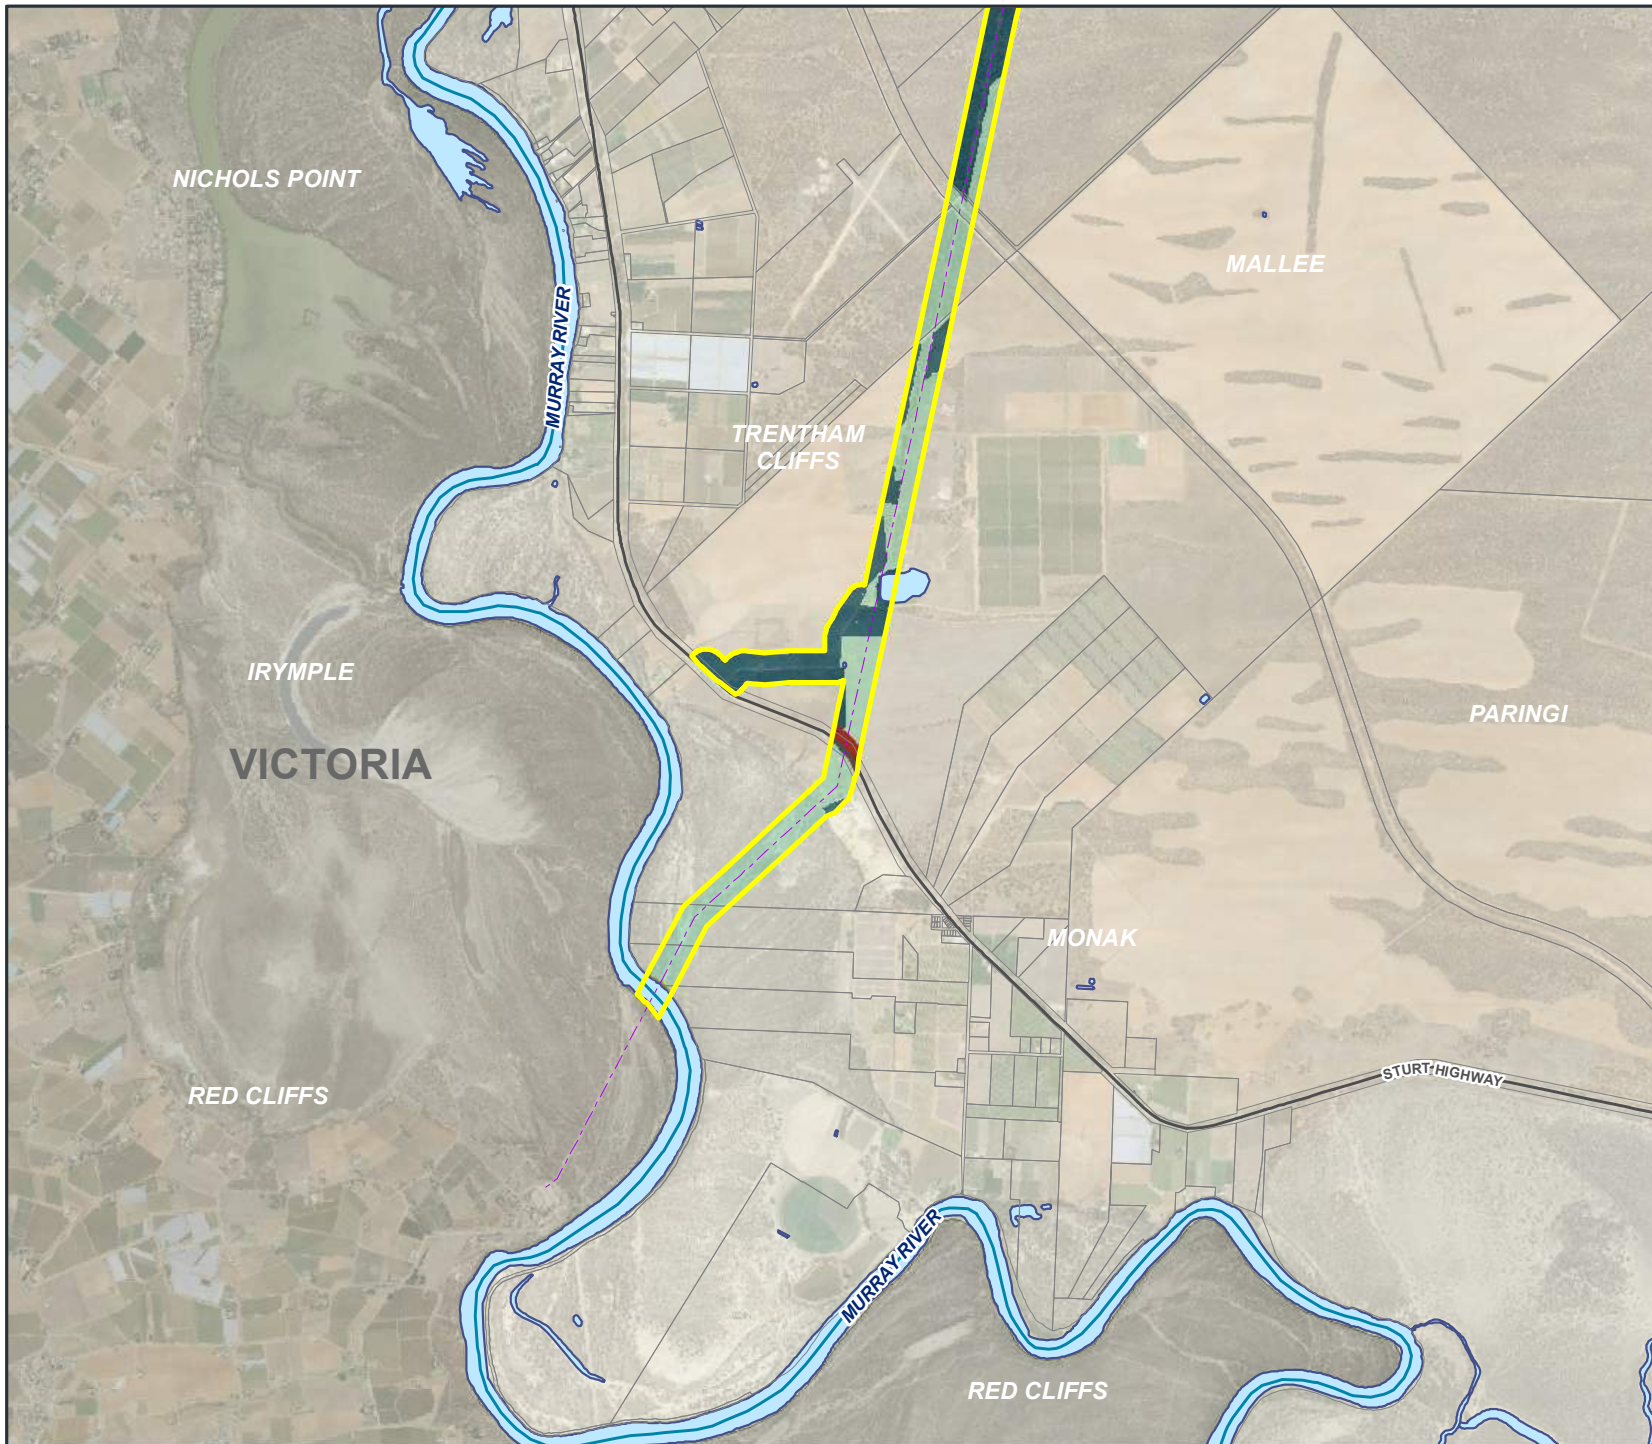 NICHOLS POINT
MALLEE
MURRAY RIVER
TRENTHAM
CLIFFS
IRYMPLE
PARINGI
VICTORIA
MONAK
STURT HIGHWAY
RED CLIFFS
MURRAY RIVER
RED CLIFFS